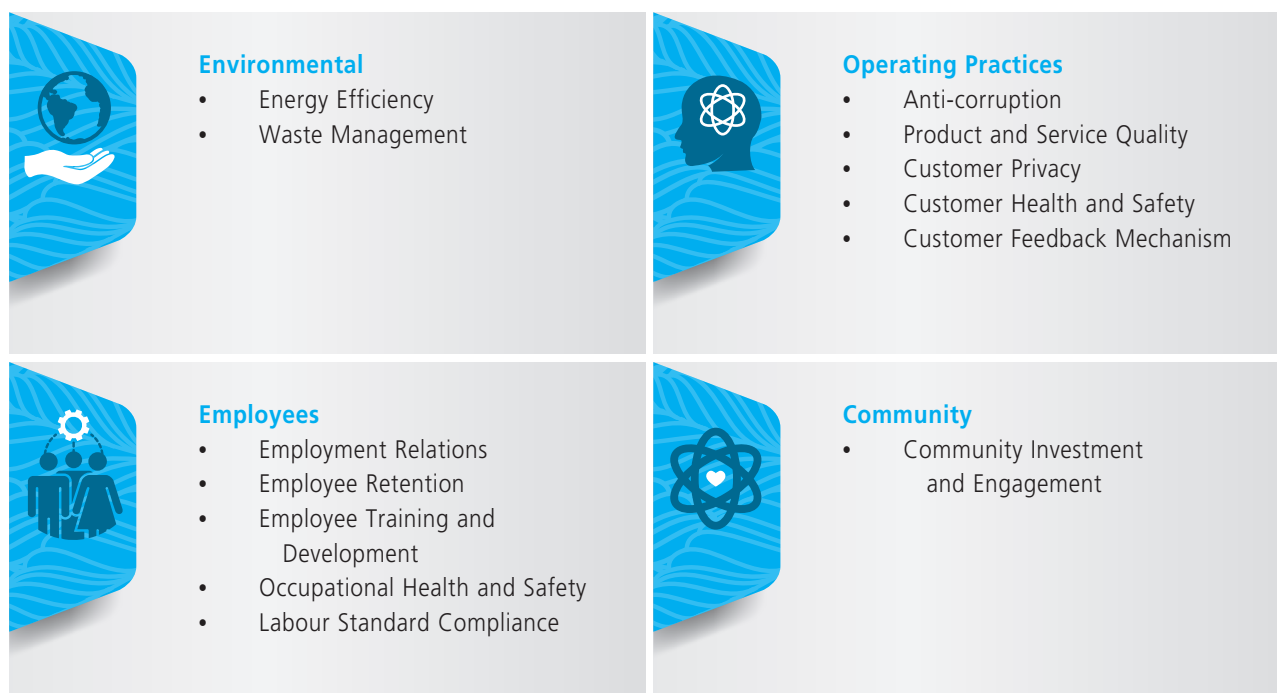 Environmental
• Energy Efficiency
• Waste Management
Operating Practices
• Anti-corruption
• Product and Service Quality
• Customer Privacy
• Customer Health and Safety
• Customer Feedback Mechanism
Employees
• Employment Relations
• Employee Retention
• Employee Training and
Development
• Occupational Health and Safety
• Labour Standard Compliance
Community
• Community Investment
and Engagement